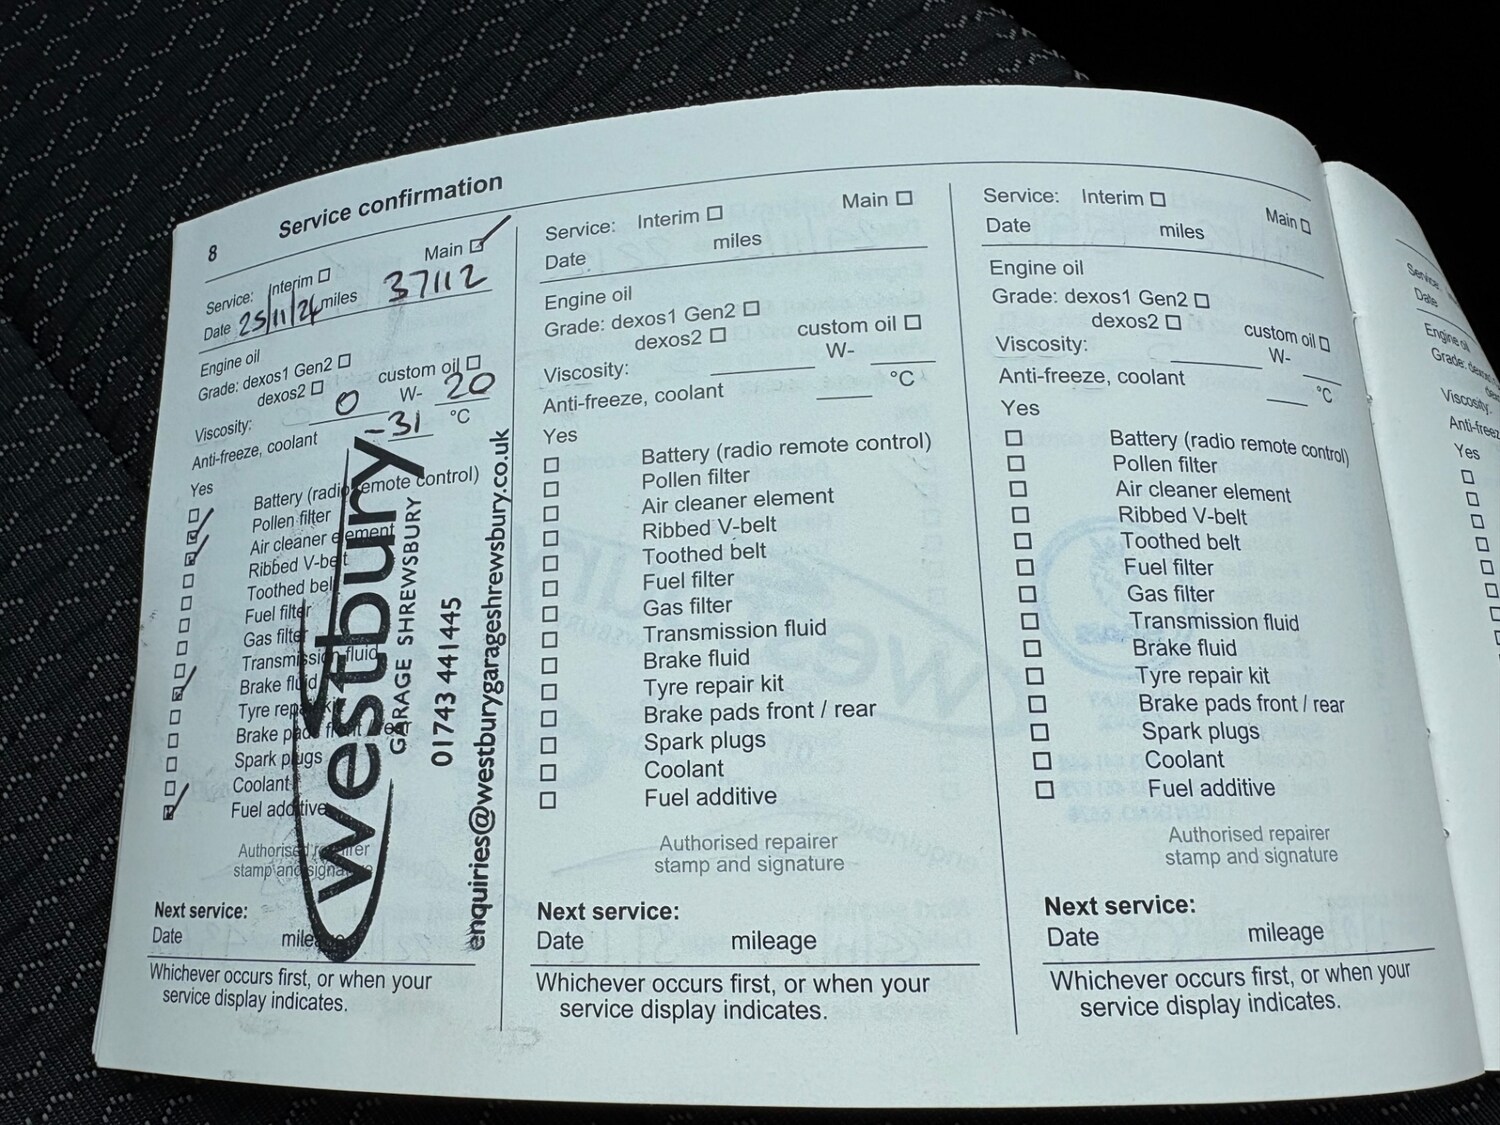 8 Service confirmation
Service: Interim Main
Date 25/11/24 miles 37112
Engine oil
Grade: dexos1 Gen2
dexos2 custom oil
Viscosity: 0 W- 20
Anti-freeze, coolant -31 °C
Yes
Battery (radio remote control)
Pollen filter
Air cleaner element
Ribbed V-belt
Toothed belt
Fuel filter
Gas filter
Transmission fluid
Brake fluid
Tyre repair kit
Brake pads front / rear
Spark plugs
Coolant
Fuel additive
Authorised repairer
stamp and signature
westbury
GARAGE SHREWSBURY
01743 441445
enquiries@westburygarageshrewsbury.co.uk
Next service:
Date mileage
Whichever occurs first, or when your
service display indicates.
Service: Interim Main
Date miles
Engine oil
Grade: dexos1 Gen2
dexos2 custom oil
Viscosity: W-
Anti-freeze, coolant °C
Yes
Battery (radio remote control)
Pollen filter
Air cleaner element
Ribbed V-belt
Toothed belt
Fuel filter
Gas filter
Transmission fluid
Brake fluid
Tyre repair kit
Brake pads front / rear
Spark plugs
Coolant
Fuel additive
Authorised repairer
stamp and signature
Next service:
Date mileage
Whichever occurs first, or when your
service display indicates.
Service: Interim Main
Date miles
Engine oil
Grade: dexos1 Gen2
dexos2 custom oil
Viscosity: W-
Anti-freeze, coolant °C
Yes
Battery (radio remote control)
Pollen filter
Air cleaner element
Ribbed V-belt
Toothed belt
Fuel filter
Gas filter
Transmission fluid
Brake fluid
Tyre repair kit
Brake pads front / rear
Spark plugs
Coolant
Fuel additive
Authorised repairer
stamp and signature
Next service:
Date mileage
Whichever occurs first, or when your
service display indicates.
Service:
Date
Engine oil
Grade:
Viscosity:
Yes